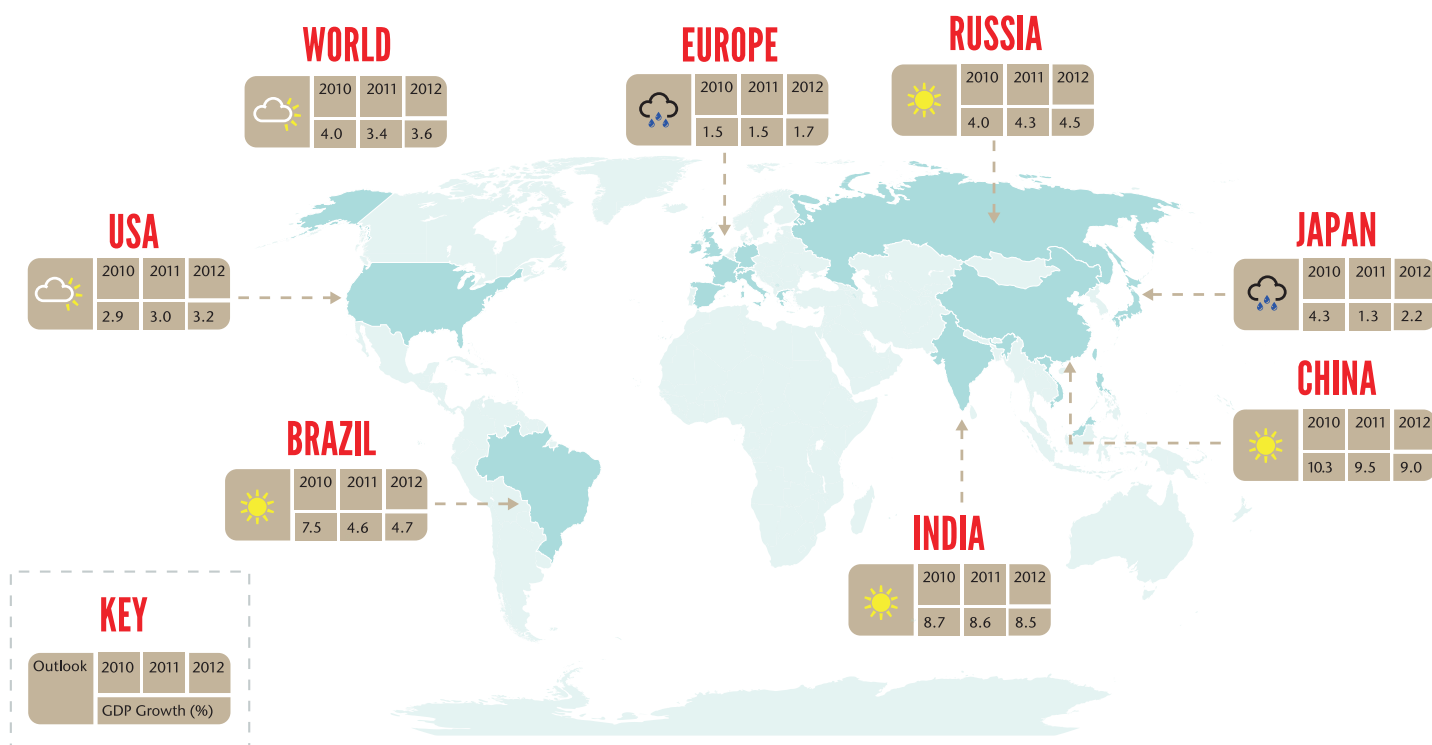 WORLD
2010 2011 2012
4.0 3.4 3.6
EUROPE
2010 2011 2012
1.5 1.5 1.7
RUSSIA
2010 2011 2012
4.0 4.3 4.5
USA
2010 2011 2012
2.9 3.0 3.2
JAPAN
2010 2011 2012
4.3 1.3 2.2
CHINA
2010 2011 2012
10.3 9.5 9.0
BRAZIL
2010 2011 2012
7.5 4.6 4.7
INDIA
2010 2011 2012
8.7 8.6 8.5
KEY
Outlook 2010 2011 2012
GDP Growth (%)